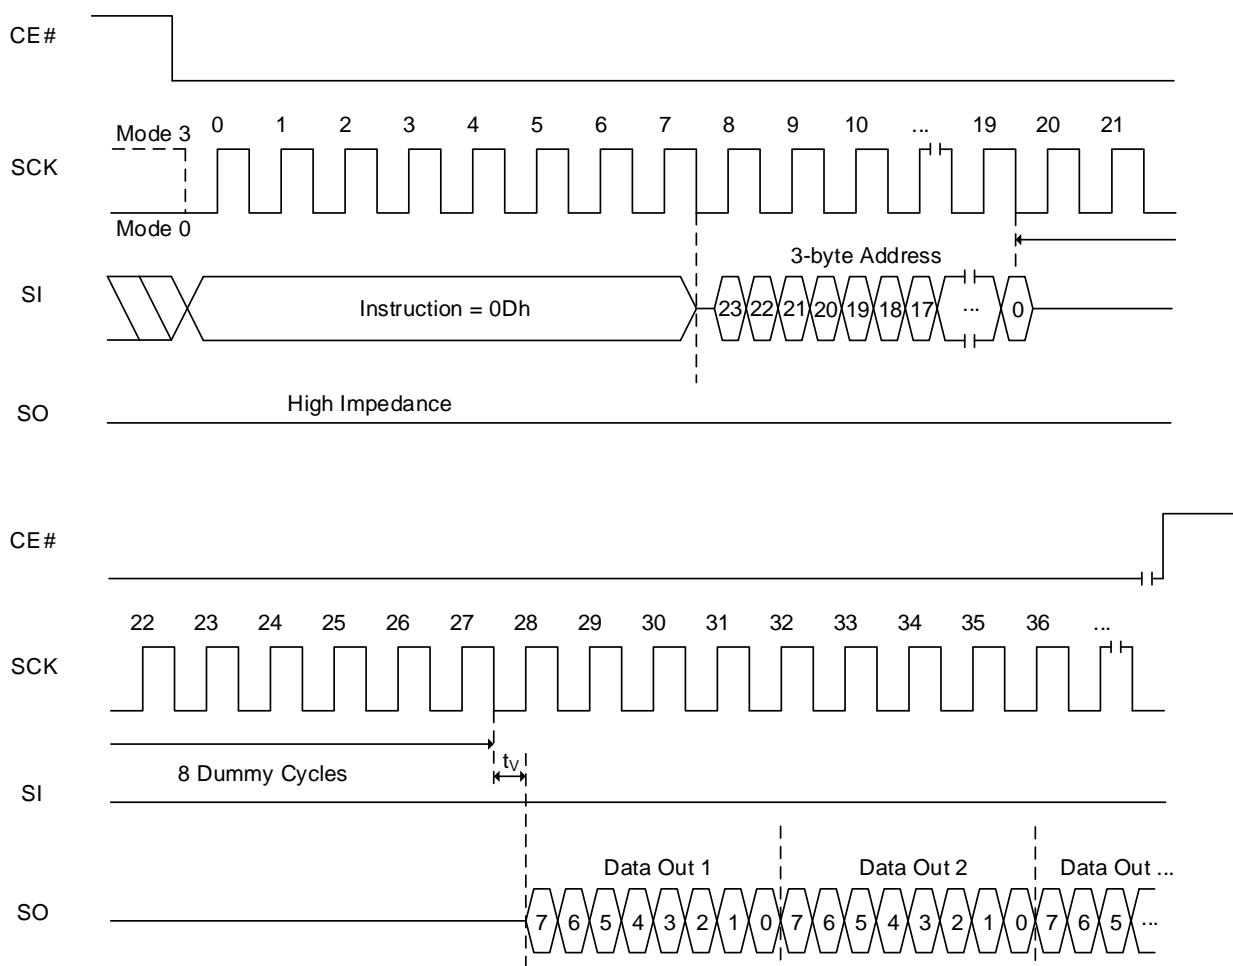 CE#
0 1 2 3 4 5 6 7 8 9 10 ... 19 20 21
Mode 3
SCK
Mode 0
3-byte Address
SI
Instruction = 0Dh
23 22 21 20 19 18 17 ... 0
High Impedance
SO
CE#
22 23 24 25 26 27 28 29 30 31 32 33 34 35 36 ...
SCK
tV
8 Dummy Cycles
SI
Data Out 1 Data Out 2 Data Out ...
SO
7 6 5 4 3 2 1 0 7 6 5 4 3 2 1 0 7 6 5 ...